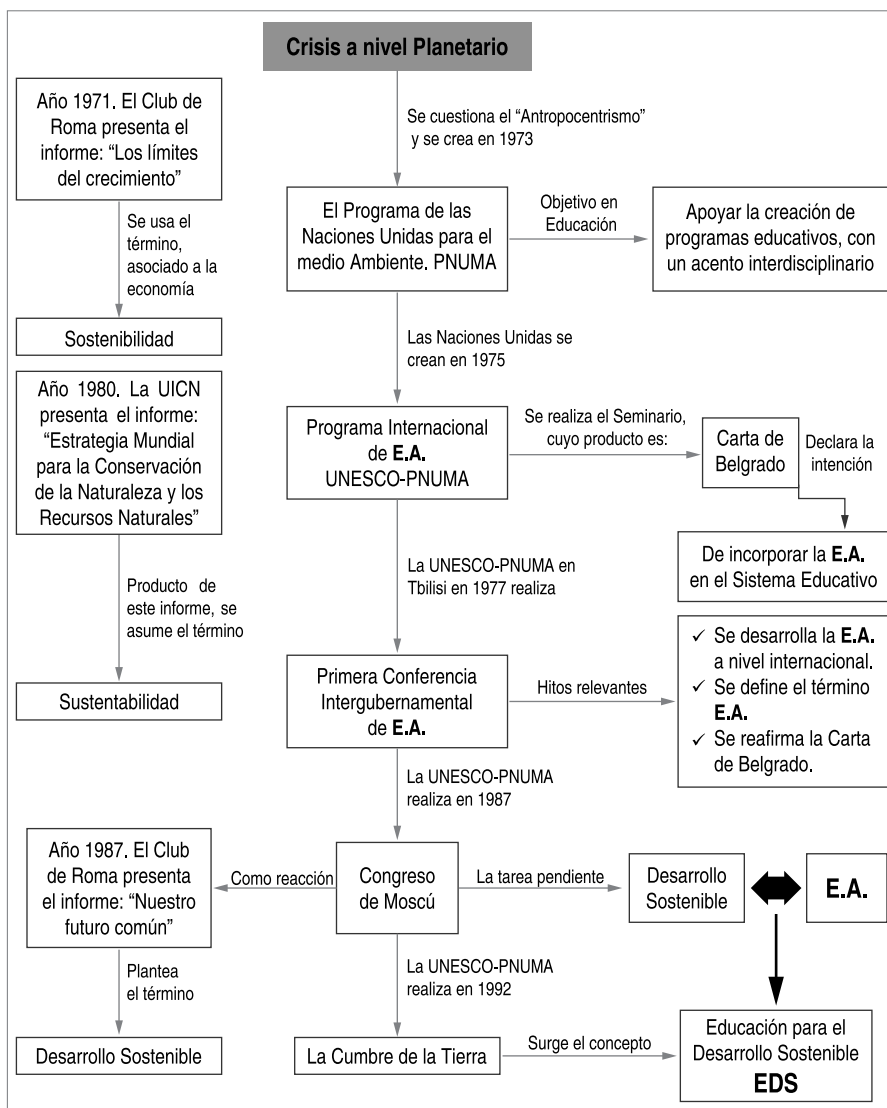 Crisis a nivel Planetario
Año 1971. El Club de
Roma presenta el
informe: “Los límites
del crecimiento”
Se usa el
término,
asociado a la
economía
Sostenibilidad
Año 1980. La UICN
presenta el informe:
“Estrategia Mundial
para la Conservación
de la Naturaleza y los
Recursos Naturales”
Producto de
este informe, se
asume el término
Sustentabilidad
Se cuestiona el “Antropocentrismo”
y se crea en 1973
El Programa de las
Naciones Unidas para el
medio Ambiente. PNUMA
Objetivo en
Educación
Apoyar la creación de
programas educativos, con
un acento interdisciplinario
Las Naciones Unidas se
crean en 1975
Programa Internacional
de E.A.
UNESCO-PNUMA
Se realiza el Seminario,
cuyo producto es:
Carta de
Belgrado
Declara la
intención
De incorporar la E.A.
en el Sistema Educativo
La UNESCO-PNUMA en
Tbilisi en 1977 realiza
Primera Conferencia
Intergubernamental
de E.A.
Hitos relevantes
✓ Se desarrolla la E.A.
a nivel internacional.
✓ Se define el término
E.A.
✓ Se reafirma la Carta
de Belgrado.
La UNESCO-PNUMA
realiza en 1987
Congreso
de Moscú
Como reacción
Año 1987. El Club
de Roma presenta
el informe: “Nuestro
futuro común”
Plantea
el término
Desarrollo Sostenible
La tarea pendiente
Desarrollo
Sostenible
E.A.
La UNESCO-PNUMA
realiza en 1992
La Cumbre de la Tierra
Surge el concepto
Educación para el
Desarrollo Sostenible
EDS